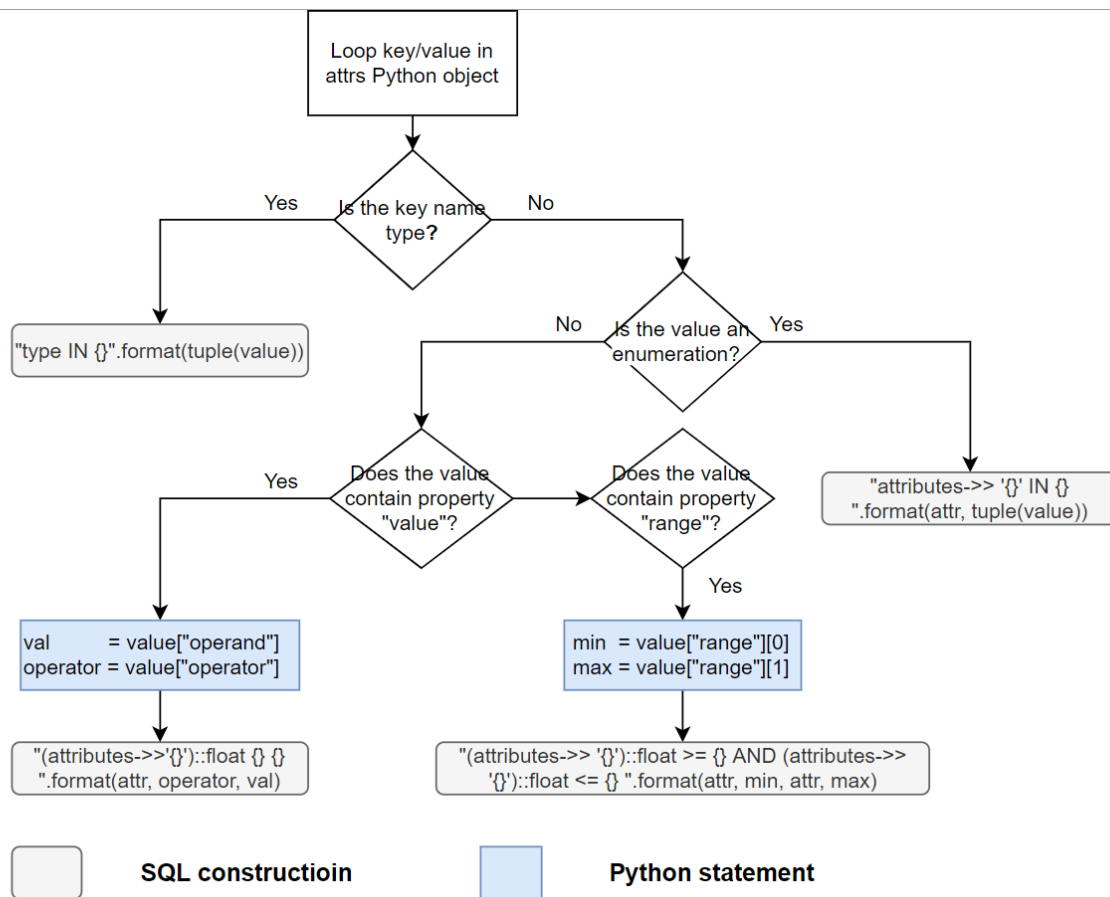 Loop key/value in
attrs Python object
Yes
Is the key name
type?
No
"type IN {}".format(tuple(value))
No
Is the value an
enumeration?
Yes
"attributes->> '{}' IN {}
".format(attr, tuple(value))
Yes
Does the value
contain property
"value"?
Does the value
contain property
"range"?
Yes
val = value["operand"]
operator = value["operator"]
min = value["range"][0]
max = value["range"][1]
"(attributes->>'{}')::float {} {}
".format(attr, operator, val)
"(attributes->> '{}')::float >= {} AND (attributes->>
'{}')::float <= {} ".format(attr, min, attr, max)
SQL constructioin
Python statement